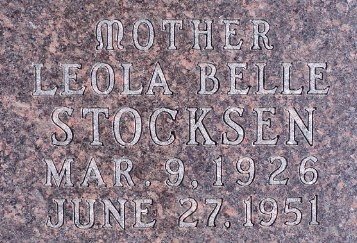 MOTHER
LEOLA BELLE
STOCKSEN
MAR. 9, 1926
JUNE 27, 1951